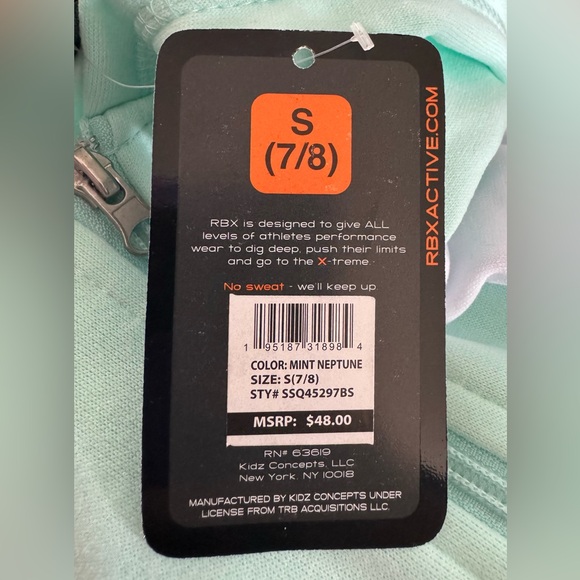 S
(7/8)
RBXACTIVE.COM
RBX is designed to give ALL
levels of athletes performance
wear to dig deep, push their limits
and go to the X-treme.
No sweat - we'll keep up
1 95187 31898 4
COLOR: MINT NEPTUNE
SIZE: S(7/8)
STY# SSQ45297BS
MSRP: $48.00
RN# 63619
Kidz Concepts, LLC
New York, NY 10018
MANUFACTURED BY KIDZ CONCEPTS UNDER
LICENSE FROM TRB ACQUISITIONS LLC.